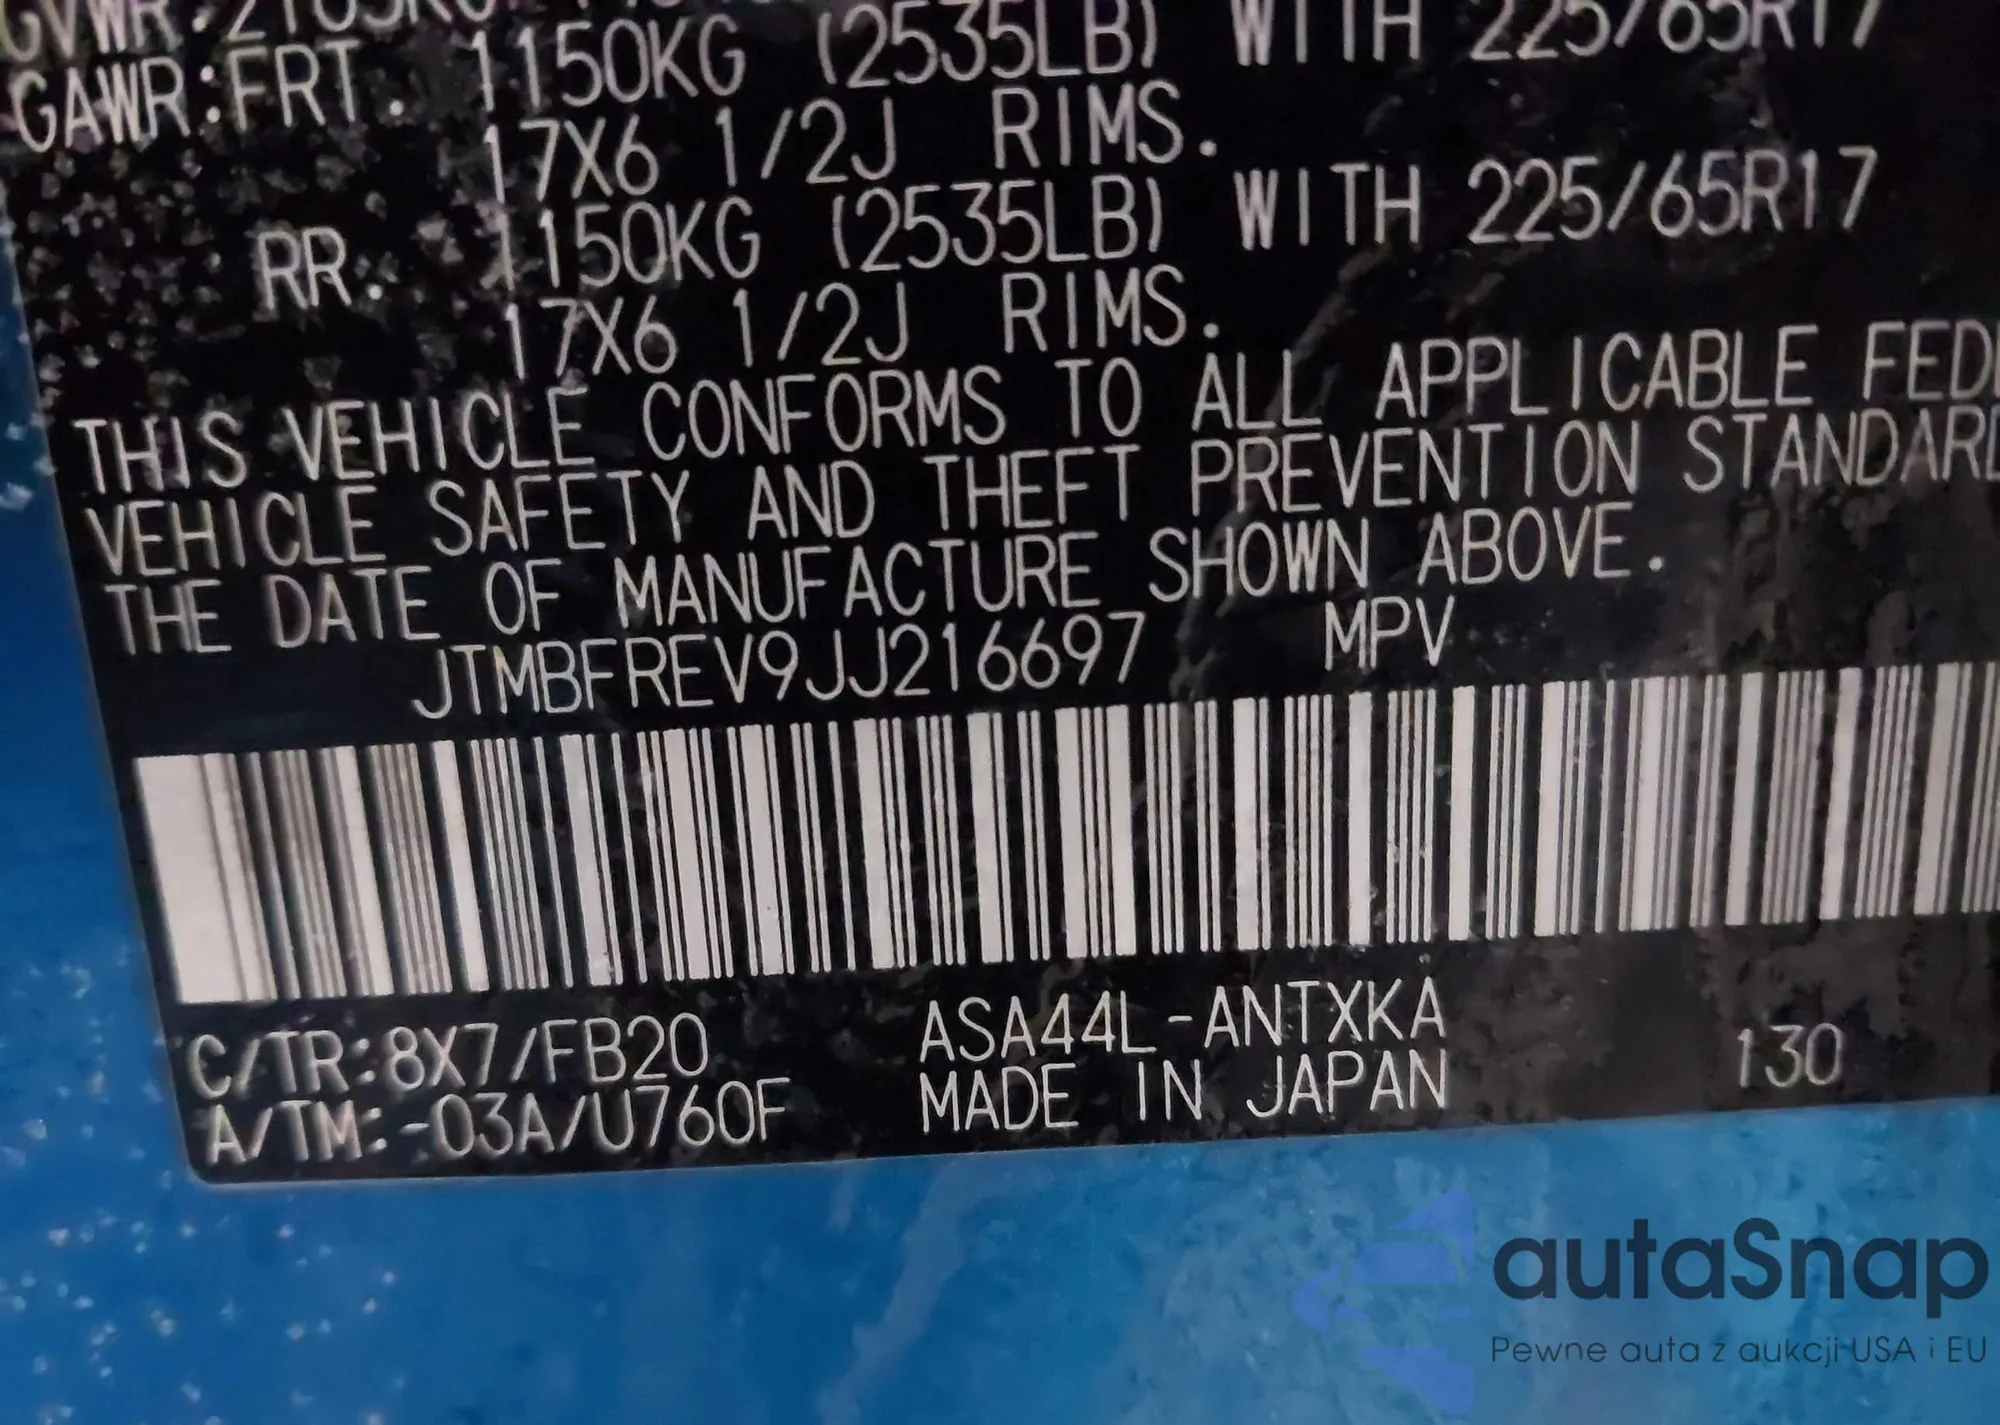 GVWR:2105KG
GAWR:FRT. 1150KG (2535LB) WITH 225/65R17
17X6 1/2J RIMS.
RR. 1150KG (2535LB) WITH 225/65R17
17X6 1/2J RIMS.
THIS VEHICLE CONFORMS TO ALL APPLICABLE FEDE
VEHICLE SAFETY AND THEFT PREVENTION STANDARD
THE DATE OF MANUFACTURE SHOWN ABOVE.
JTMBFREV9JJ216697 MPV
C/TR:8X7/FB20 ASA44L-ANTXKA
A/TM:-03A/U760F MADE IN JAPAN 130
autaSnap
Pewne auta z aukcji USA i EU